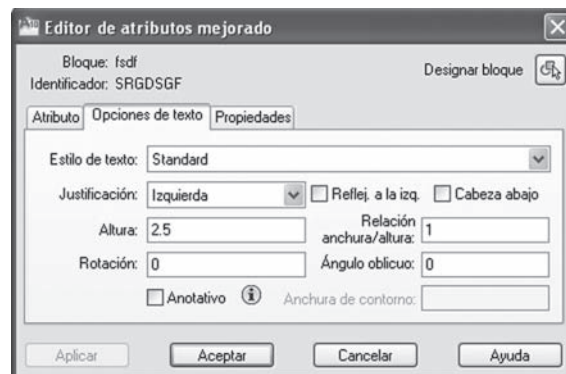 Editor de atributos mejorado
Bloque: fsdf
Designar bloque
Identificador: SRGDSGF
Atributo Opciones de texto Propiedades
Estilo de texto: Standard
Justificación: Izquierda Reflej. a la izq. Cabeza abajo
Altura: 2.5 Relación anchura/altura: 1
Rotación: 0 Ángulo oblicuo: 0
Anotativo Anchura de contorno:
Aplicar Aceptar Cancelar Ayuda